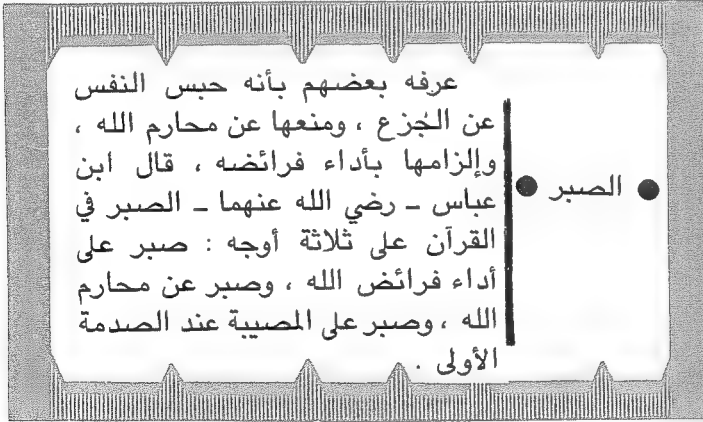 ● الصبر ●
عرفه بعضهم بأنه حبس النفس
عن الجزع ، ومنعها عن محارم الله ،
وإلزامها بأداء فرائضه ، قال ابن
عباس ــ رضي الله عنهما ــ الصبر في
القرآن على ثلاثة أوجه : صبر على
أداء فرائض الله ، وصبر عن محارم
الله ، وصبر على المصيبة عند الصدمة
الأولى .